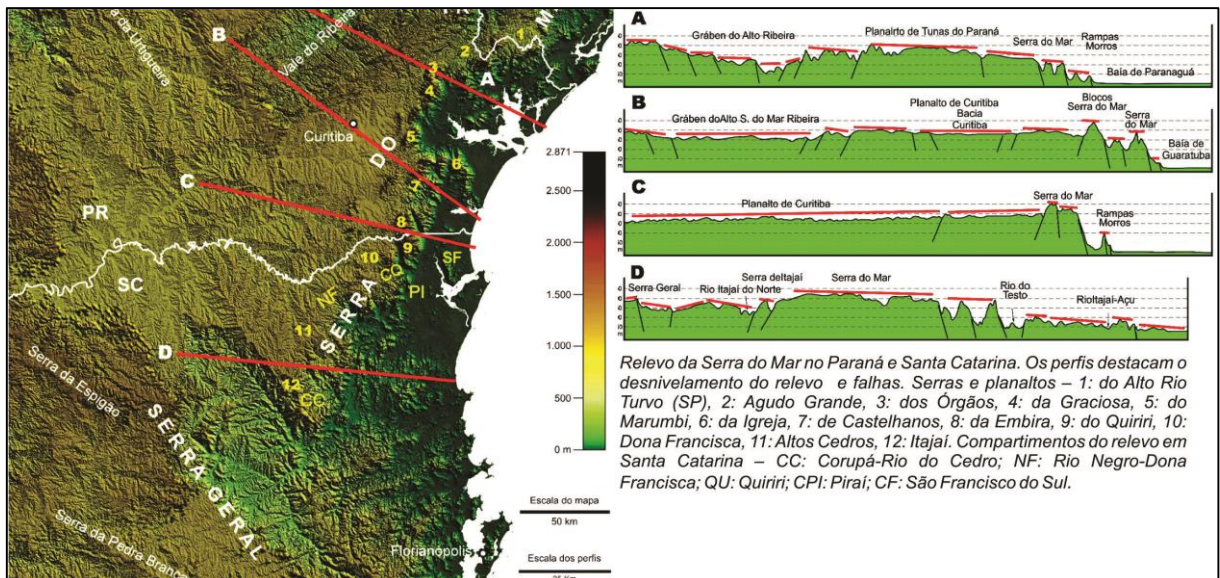 B
Vale do Ribeira
2
1
A
3
4
Curitiba
DO
5
6
7
C
PR
8
9
10
SF
CC
NF
PI
SC
SERRA
11
D
Serra da Espigão
12
CC
SERRA GERAL
Serra da Pedra Branca
Florianópolis
2.871
2.500
2.000
1.500
1.000
500
0 m
Escala do mapa
50 km
Escala dos perfis
A
Gráben do Alto Ribeira
Planalrto de Tunas do Paraná
Serra do Mar
Rampas
Morros
Baía de Paranaguá
B
Gráben doAlto S. do Mar Ribeira
Planalto de Curitiba
Bacia
Curitiba
Blocos
Serra do Mar
Serra
do Mar
Baía de
Guaratuba
C
Planalto de Curitiba
Serra do Mar
Rampas
Morros
D
Serra Geral
Rio Itajaí do Norte
Serra deItajaí
Serra do Mar
Rio do
Testo
RioItajaí-Açu
Relevo da Serra do Mar no Paraná e Santa Catarina. Os perfis destacam o
desnivelamento do relevo e falhas. Serras e planaltos – 1: do Alto Rio
Turvo (SP), 2: Agudo Grande, 3: dos Órgãos, 4: da Graciosa, 5: do
Marumbi, 6: da Igreja, 7: de Castelhanos, 8: da Embira, 9: do Quiriri, 10:
Dona Francisca, 11: Altos Cedros, 12: Itajaí. Compartimentos do relevo em
Santa Catarina – CC: Corupá-Rio do Cedro; NF: Rio Negro-Dona
Francisca; QU: Quiriri; CPI: Piraí; CF: São Francisco do Sul.